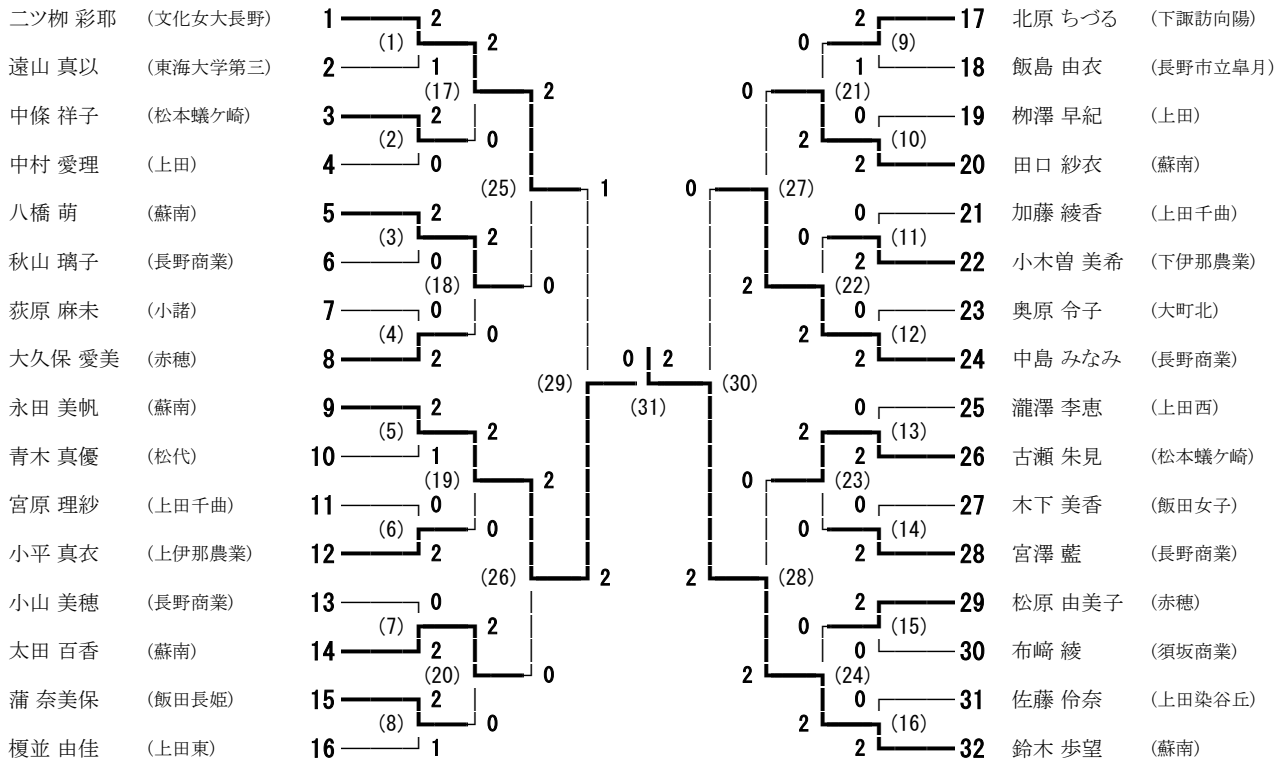 二ツ栁 彩耶 (文化女大長野) 1 2
(1) 2
遠山 真以 (東海大学第三) 2 1
(17) 2
中條 祥子 (松本蟻ケ崎) 3 2
(2) 0
中村 愛理 (上田) 4 0
(25) 1
八橋 萌 (蘇南) 5 2
(3) 2
秋山 璃子 (長野商業) 6 0
(18) 0
荻原 麻未 (小諸) 7 0
(4) 0
大久保 愛美 (赤穂) 8 2
(29)
永田 美帆 (蘇南) 9 2
(5) 2
青木 真優 (松代) 10 1
(19) 2
宮原 理紗 (上田千曲) 11 0
(6) 0
小平 真衣 (上伊那農業) 12 2
(26) 2
小山 美穂 (長野商業) 13 0
(7) 2
太田 百香 (蘇南) 14 2
(20) 0
蒲 奈美保 (飯田長姫) 15 2
(8) 0
榎並 由佳 (上田東) 16 1
0 2
(31)
2 17 北原 ちづる (下諏訪向陽)
0 (9)
1 18 飯島 由衣 (長野市立皐月)
0 (21)
0 19 栁澤 早紀 (上田)
2 (10)
2 20 田口 紗衣 (蘇南)
0 (27)
0 21 加藤 綾香 (上田千曲)
0 (11)
2 22 小木曽 美希 (下伊那農業)
2 (22)
0 23 奥原 令子 (大町北)
2 (12)
2 24 中島 みなみ (長野商業)
(30)
0 25 瀧澤 李恵 (上田西)
2 (13)
2 26 古瀬 朱見 (松本蟻ケ崎)
0 (23)
0 27 木下 美香 (飯田女子)
0 (14)
2 28 宮澤 藍 (長野商業)
2 (28)
2 29 松原 由美子 (赤穂)
0 (15)
0 30 布﨑 綾 (須坂商業)
2 (24)
0 31 佐藤 伶奈 (上田染谷丘)
2 (16)
2 32 鈴木 歩望 (蘇南)